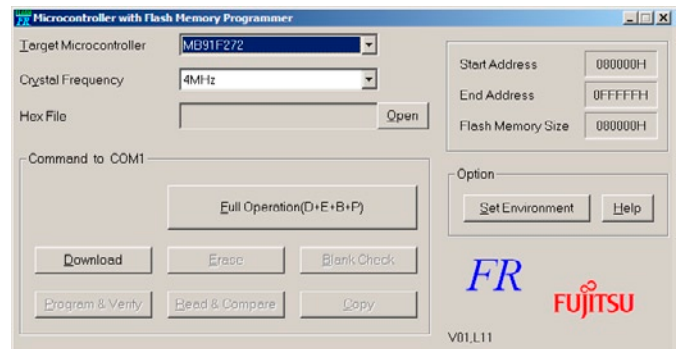 FR Microcontroller with Flash Memory Programmer
Target Microcontroller
MB91F272
Crystal Frequency
4MHz
Hex File
Open
Start Address
080000H
End Address
0FFFFFH
Flash Memory Size
080000H
Command to COM1
Full Operation(D+E+B+P)
Download
Erase
Blank Check
Program & Verify
Read & Compare
Copy
Option
Set Environment
Help
FR
FUJITSU
V01,L11